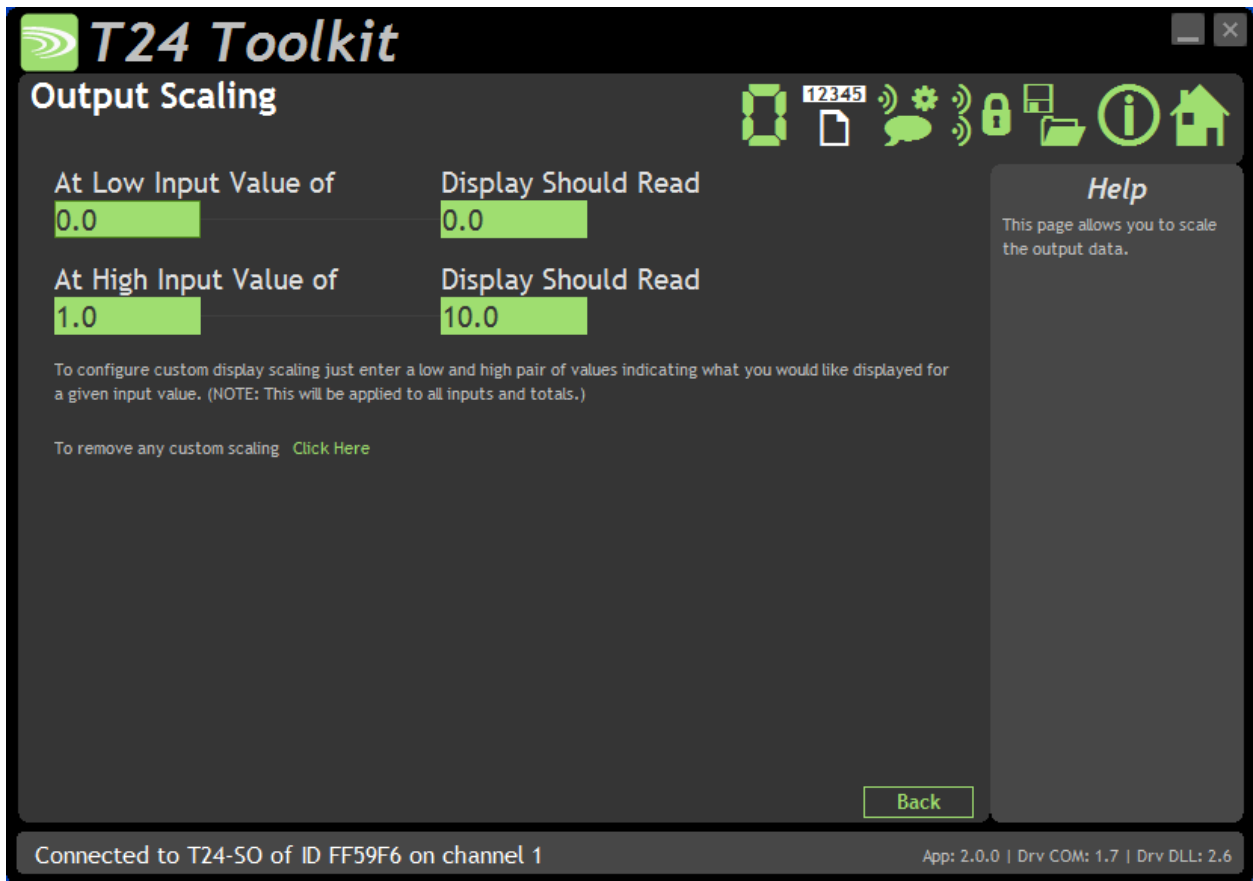 T24 Toolkit
Output Scaling
12345
At Low Input Value of
Display Should Read
0.0
0.0
At High Input Value of
Display Should Read
1.0
10.0
To configure custom display scaling just enter a low and high pair of values indicating what you would like displayed for
a given input value. (NOTE: This will be applied to all inputs and totals.)
To remove any custom scaling Click Here
Help
This page allows you to scale
the output data.
Back
Connected to T24-SO of ID FF59F6 on channel 1
App: 2.0.0 | Drv COM: 1.7 | Drv DLL: 2.6